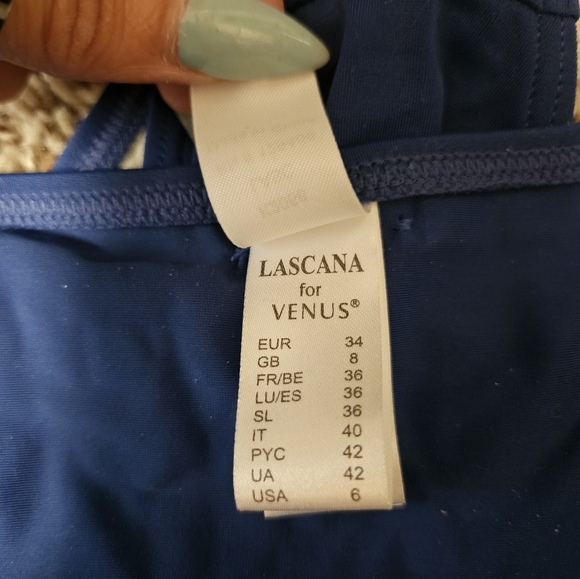 LASCANA
for
VENUS®
EUR 34
GB 8
FR/BE 36
LU/ES 36
SL 36
IT 40
PYC 42
UA 42
USA 6